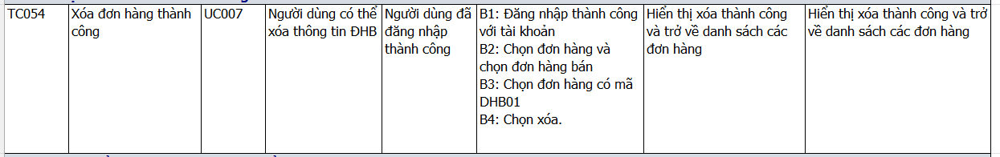 TC054
Xóa đơn hàng thành
công
UC007
Người dùng có thể
xóa thông tin ĐHB
Người dùng đã
đăng nhập
thành công
B1: Đăng nhập thành công
với tài khoản
B2: Chọn đơn hàng và
chọn đơn hàng bán
B3: Chọn đơn hàng có mã
DHB01
B4: Chọn xóa.
Hiển thị xóa thành công
và trở về danh sách các
đơn hàng
Hiển thị xóa thành công và trở
về danh sách các đơn hàng